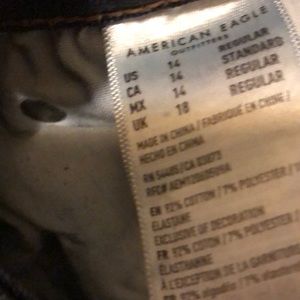 AMERICAN EAGLE
OUTFITTERS
US 14 REGULAR
CA 14 STANDARD
MX 14 REGULAR
UK 18 REGULAR
MADE IN CHINA / FABRIQUÉ EN CHINE /
HECHO EN CHINA
RN 54485/CA
EN 92% COTTON / 7% POLYESTER / 1%
ELASTANE
EXCLUSIVE OF DECORATION
FR 92% COTON / 7% POLYESTER
ÉLASTHANNE
À L'EXCEPTION DE LA GARNITURE